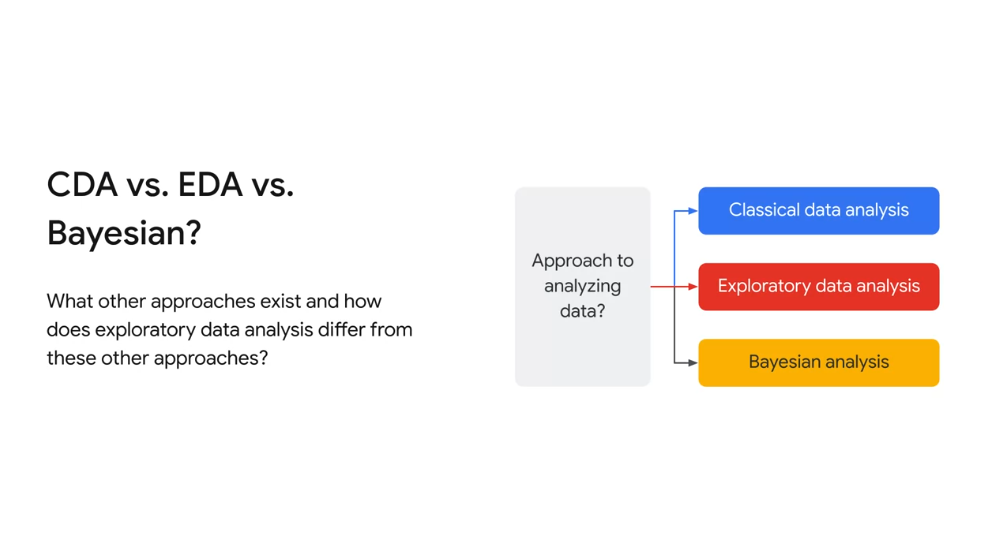 CDA vs. EDA vs.
Bayesian?
What other approaches exist and how
does exploratory data analysis differ from
these other approaches?
Approach to
analyzing
data?
Classical data analysis
Exploratory data analysis
Bayesian analysis